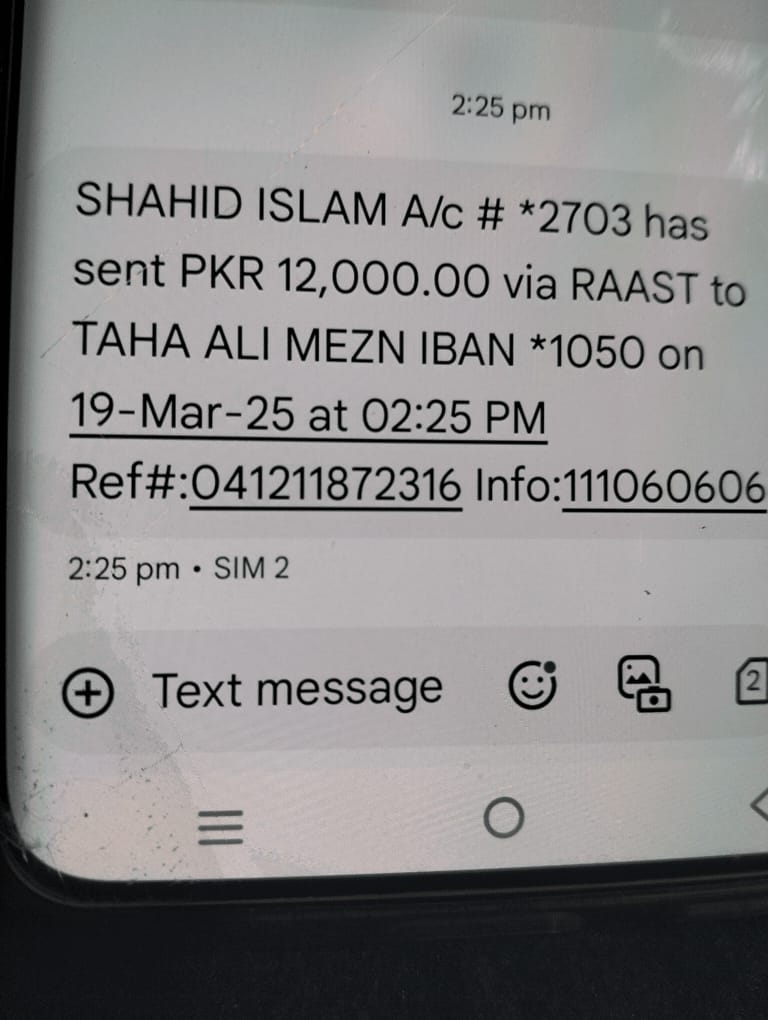 2:25 pm
SHAHID ISLAM A/c # *2703 has
sent PKR 12,000.00 via RAAST to
TAHA ALI MEZN IBAN *1050 on
19-Mar-25 at 02:25 PM
Ref#:041211872316 Info:111060606
2:25 pm • SIM 2
Text message
2